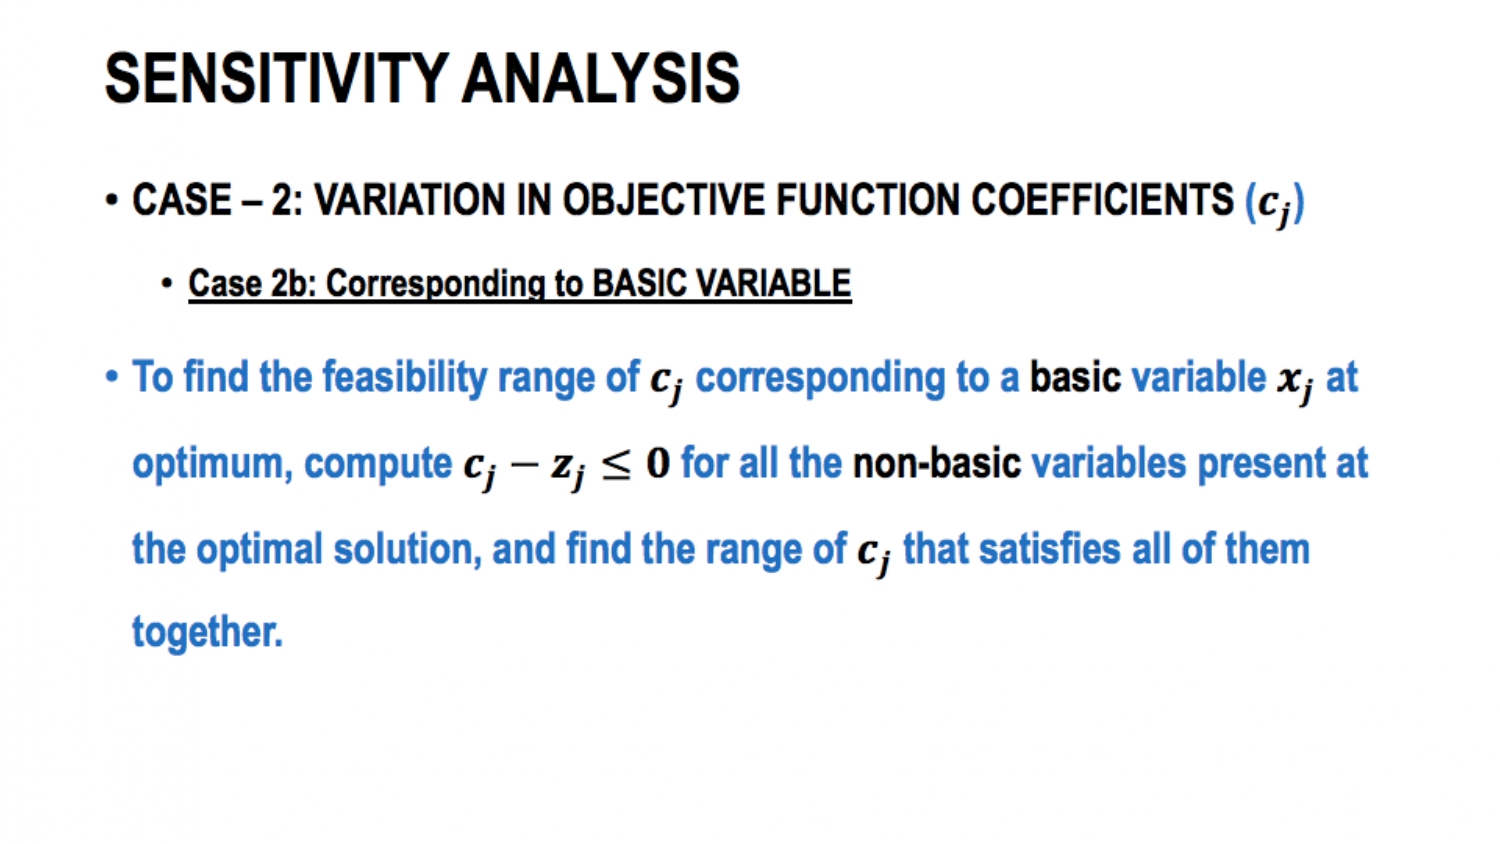 SENSITIVITY ANALYSIS
• CASE – 2: VARIATION IN OBJECTIVE FUNCTION COEFFICIENTS (c_j)
• Case 2b: Corresponding to BASIC VARIABLE
• To find the feasibility range of c_j corresponding to a basic variable x_j at
optimum, compute c_j − z_j ≤ 0 for all the non-basic variables present at
the optimal solution, and find the range of c_j that satisfies all of them
together.